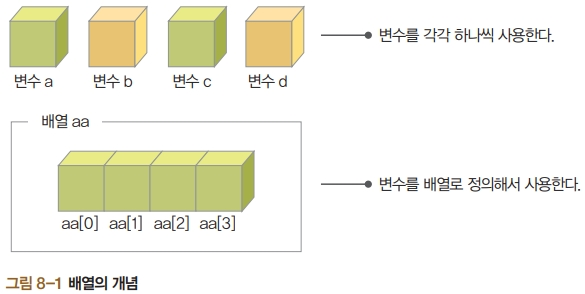 변수 a 변수 b 변수 c 변수 d
변수를 각각 하나씩 사용한다.
배열 aa
aa[0] aa[1] aa[2] aa[3]
변수를 배열로 정의해서 사용한다.
그림 8-1 배열의 개념